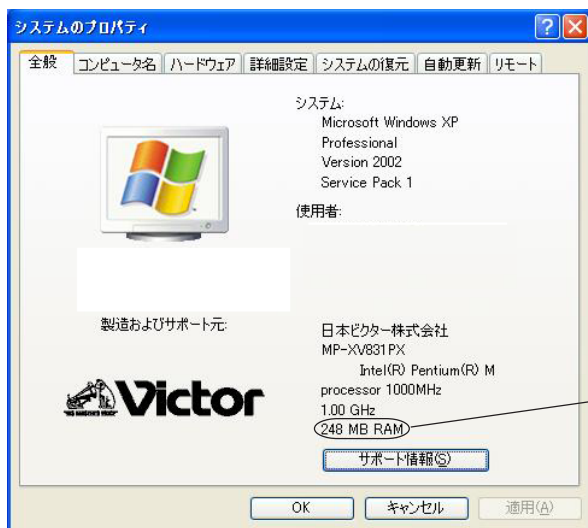 システムのプロパティ
全般 コンピュータ名 ハードウェア 詳細設定 システムの復元 自動更新 リモート
システム:
Microsoft Windows XP
Professional
Version 2002
Service Pack 1
使用者:
製造およびサポート元:
日本ビクター株式会社
MP-XV831PX
Intel(R) Pentium(R) M
processor 1000MHz
1.00 GHz
248 MB RAM
"HIS MASTER'S VOICE"
Victor
サポート情報(S)
OK キャンセル 適用(A)